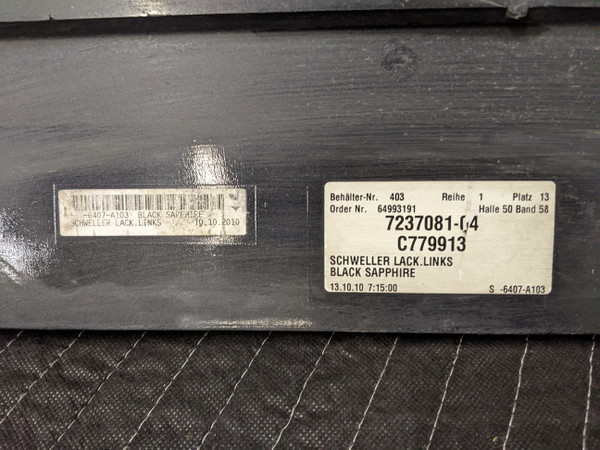 -6407-A103 BLACK SAPPHIRE
SCHWELLER LACK.LINKS 19.10.2010
Behälter-Nr. 403 Reihe 1 Platz 13
Order Nr. 64993191 Halle 50 Band 58
7237081-04
C779913
SCHWELLER LACK.LINKS
BLACK SAPPHIRE
13.10.10 7:15:00 S -6407-A103